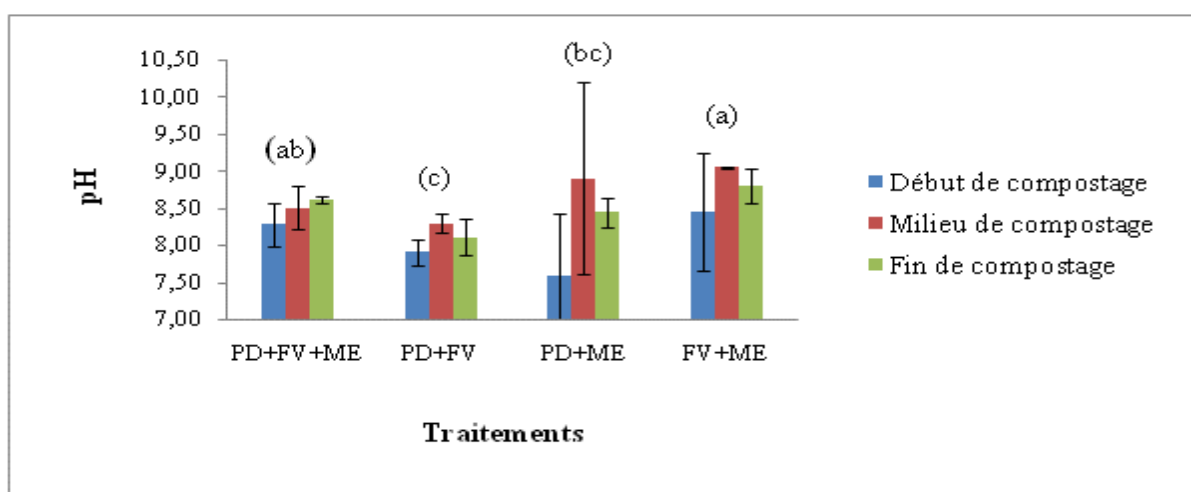 10,50
10,00
9,50
9,00
8,50
8,00
7,50
7,00
pH
(ab)
(c)
(bc)
(a)
PD+FV+ME
PD+FV
PD+ME
FV+ME
Traitements
Début de compostage
Milieu de compostage
Fin de compostage